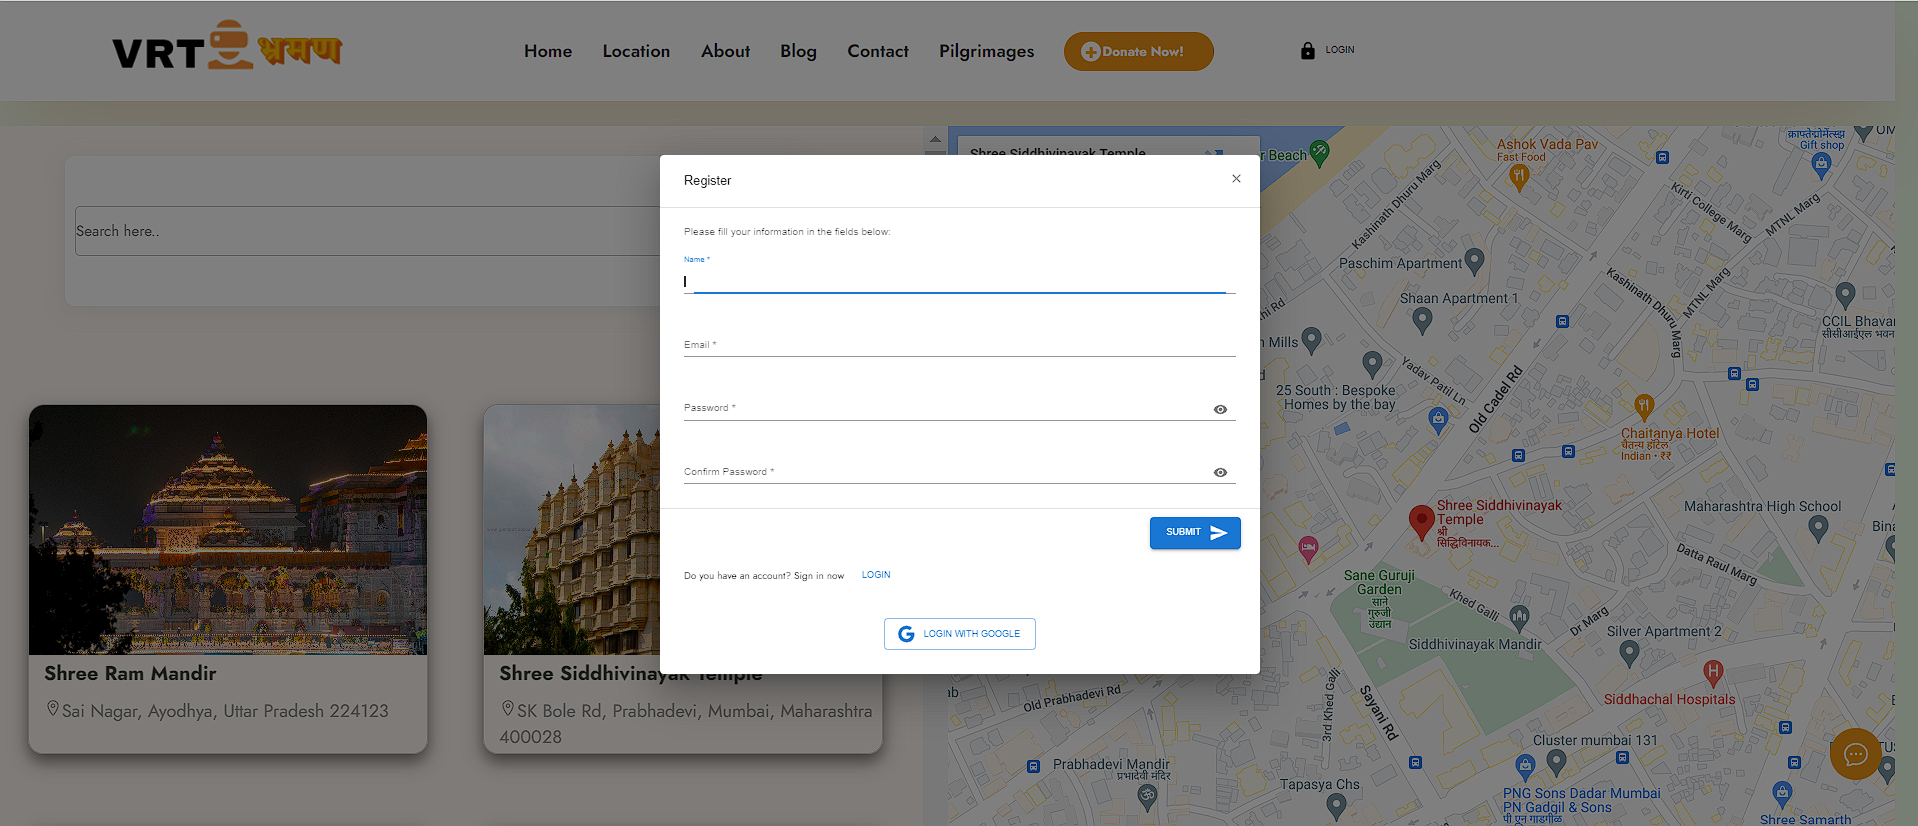 VRT भ्रमण
Home
Location
About
Blog
Contact
Pilgrimages
Donate Now!
LOGIN
Search here..
Shree Ram Mandir
Sai Nagar, Ayodhya, Uttar Pradesh 224123
Shree Siddhivinayak Temple
SK Bole Rd, Prabhadevi, Mumbai, Maharashtra
400028
Register
Please fill your information in the fields below:
Name *
Email *
Password *
Confirm Password *
SUBMIT
Do you have an account? Sign in now LOGIN
LOGIN WITH GOOGLE
Shree Siddhivinayak Temple
Beach
Ashok Vada Pav
Fast Food
Gift shop
Kashinath Dhuru Marg
Kirti College Marg
MTNL Marg
Paschim Apartment
Shaan Apartment 1
Kashinath Dhuru Marg
MTNL Marg
CCIL Bhavan
सीसीआईएल भवन
Mills
Yadav Patil Ln
25 South : Bespoke
Homes by the bay
Old Cadel Rd
Chaitanya Hotel
चैतन्य हॉटेल
Indian • ₹₹
Shree Siddhivinayak
Temple
श्री
सिद्धिविनायक...
Maharashtra High School
Datta Raul Marg
Sane Guruji
Garden
साने
गुरुजी
उद्यान
Khed Galli
Dr Marg
Siddhivinayak Mandir
Silver Apartment 2
H
Siddhachal Hospitals
Old Prabhadevi Rd
3rd Khed Galli
Sayani Rd
Cluster mumbai 131
Prabhadevi Mandir
प्रभादेवी मंदिर
Tapasya Chs
PNG Sons Dadar Mumbai
PN Gadgil & Sons
पी एन गाडगीळ
Shree Samarth